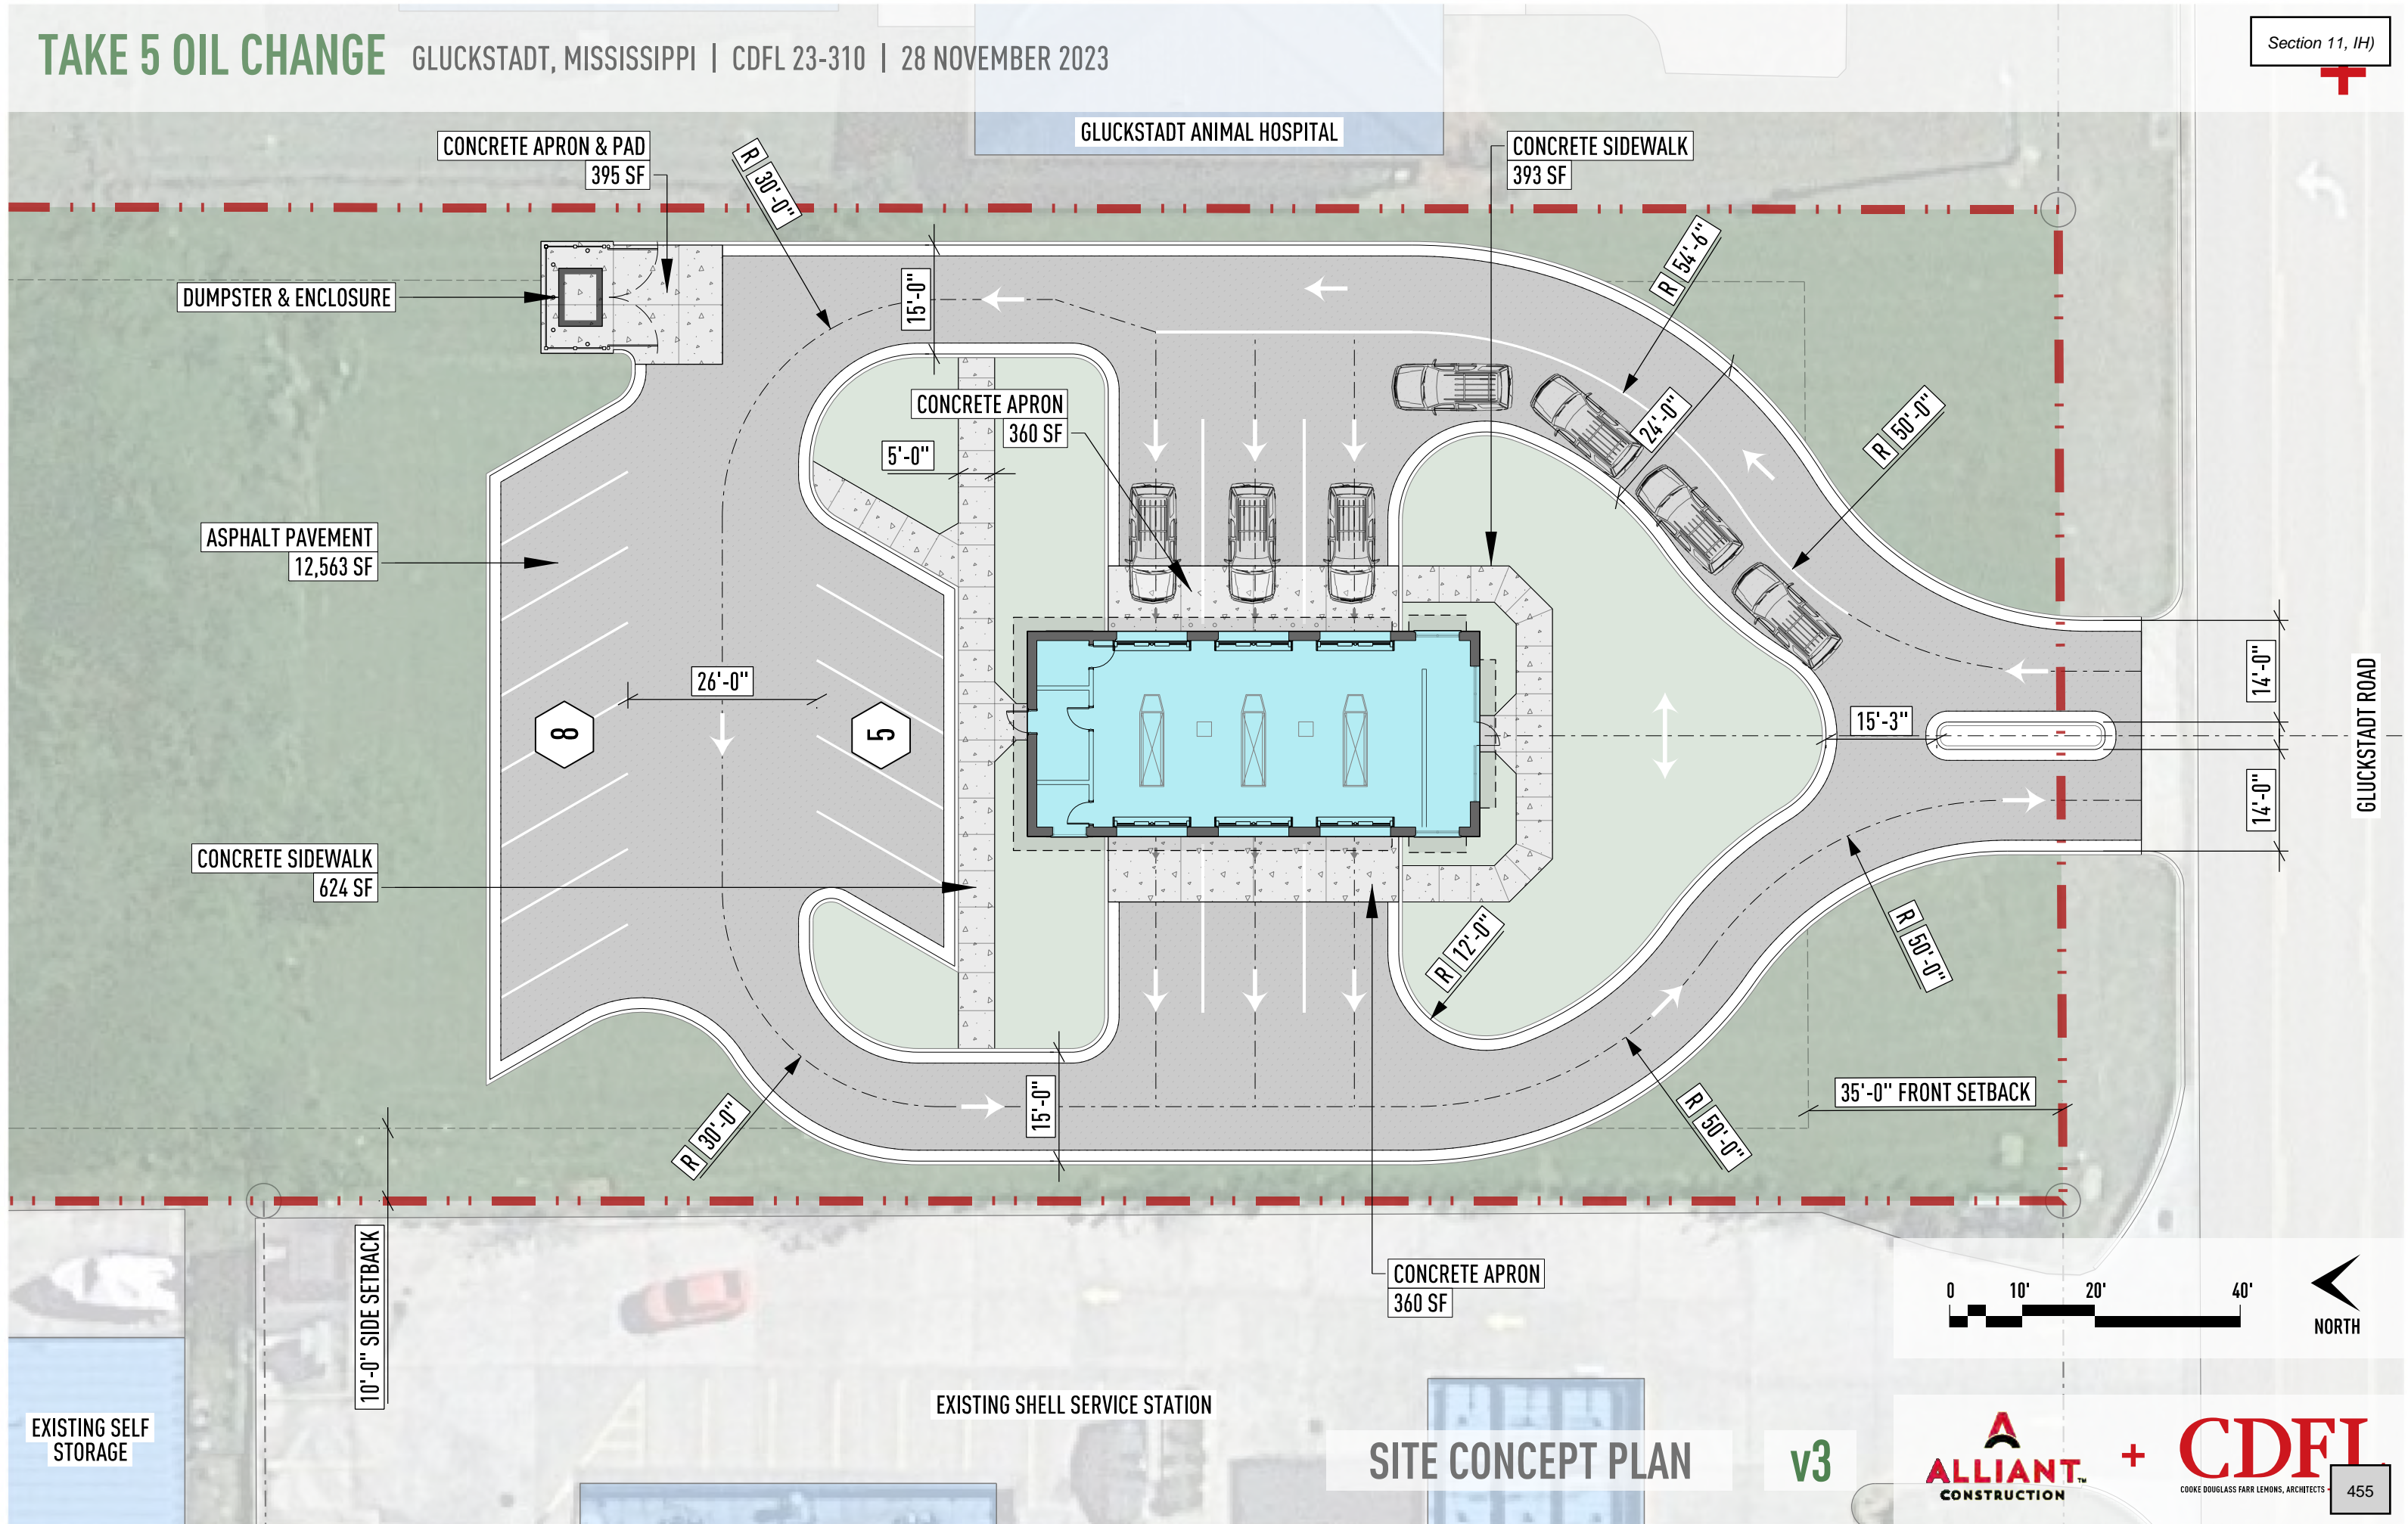 TAKE 5 OIL CHANGE GLUCKSTADT, MISSISSIPPI | CDFL 23-310 | 28 NOVEMBER 2023
Section 11, IH)
GLUCKSTADT ANIMAL HOSPITAL
CONCRETE APRON & PAD
395 SF
R 30'-0"
CONCRETE SIDEWALK
393 SF
R 54'-6"
DUMPSTER & ENCLOSURE
15'-0"
CONCRETE APRON
360 SF
24'-0"
R 50'-0"
5'-0"
ASPHALT PAVEMENT
12,563 SF
26'-0"
8
5
15'-3"
14'-0"
14'-0"
GLUCKSTADT ROAD
CONCRETE SIDEWALK
624 SF
R 12'-0"
R 50'-0"
R 30'-0"
15'-0"
R 50'-0"
35'-0" FRONT SETBACK
10'-0" SIDE SETBACK
CONCRETE APRON
360 SF
0 10' 20' 40'
NORTH
EXISTING SELF
STORAGE
EXISTING SHELL SERVICE STATION
SITE CONCEPT PLAN v3
ALLIANT TM
CONSTRUCTION
+
CDFL
COOKE DOUGLASS FARR LEMONS, ARCHITECTS
455